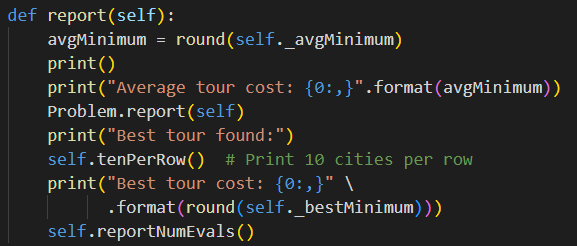 def report(self):
    avgMinimum = round(self._avgMinimum)
    print()
    print("Average tour cost: {0:,}".format(avgMinimum))
    Problem.report(self)
    print("Best tour found:")
    self.tenPerRow()  # Print 10 cities per row
    print("Best tour cost: {0:,}" \
          .format(round(self._bestMinimum)))
    self.reportNumEvals()